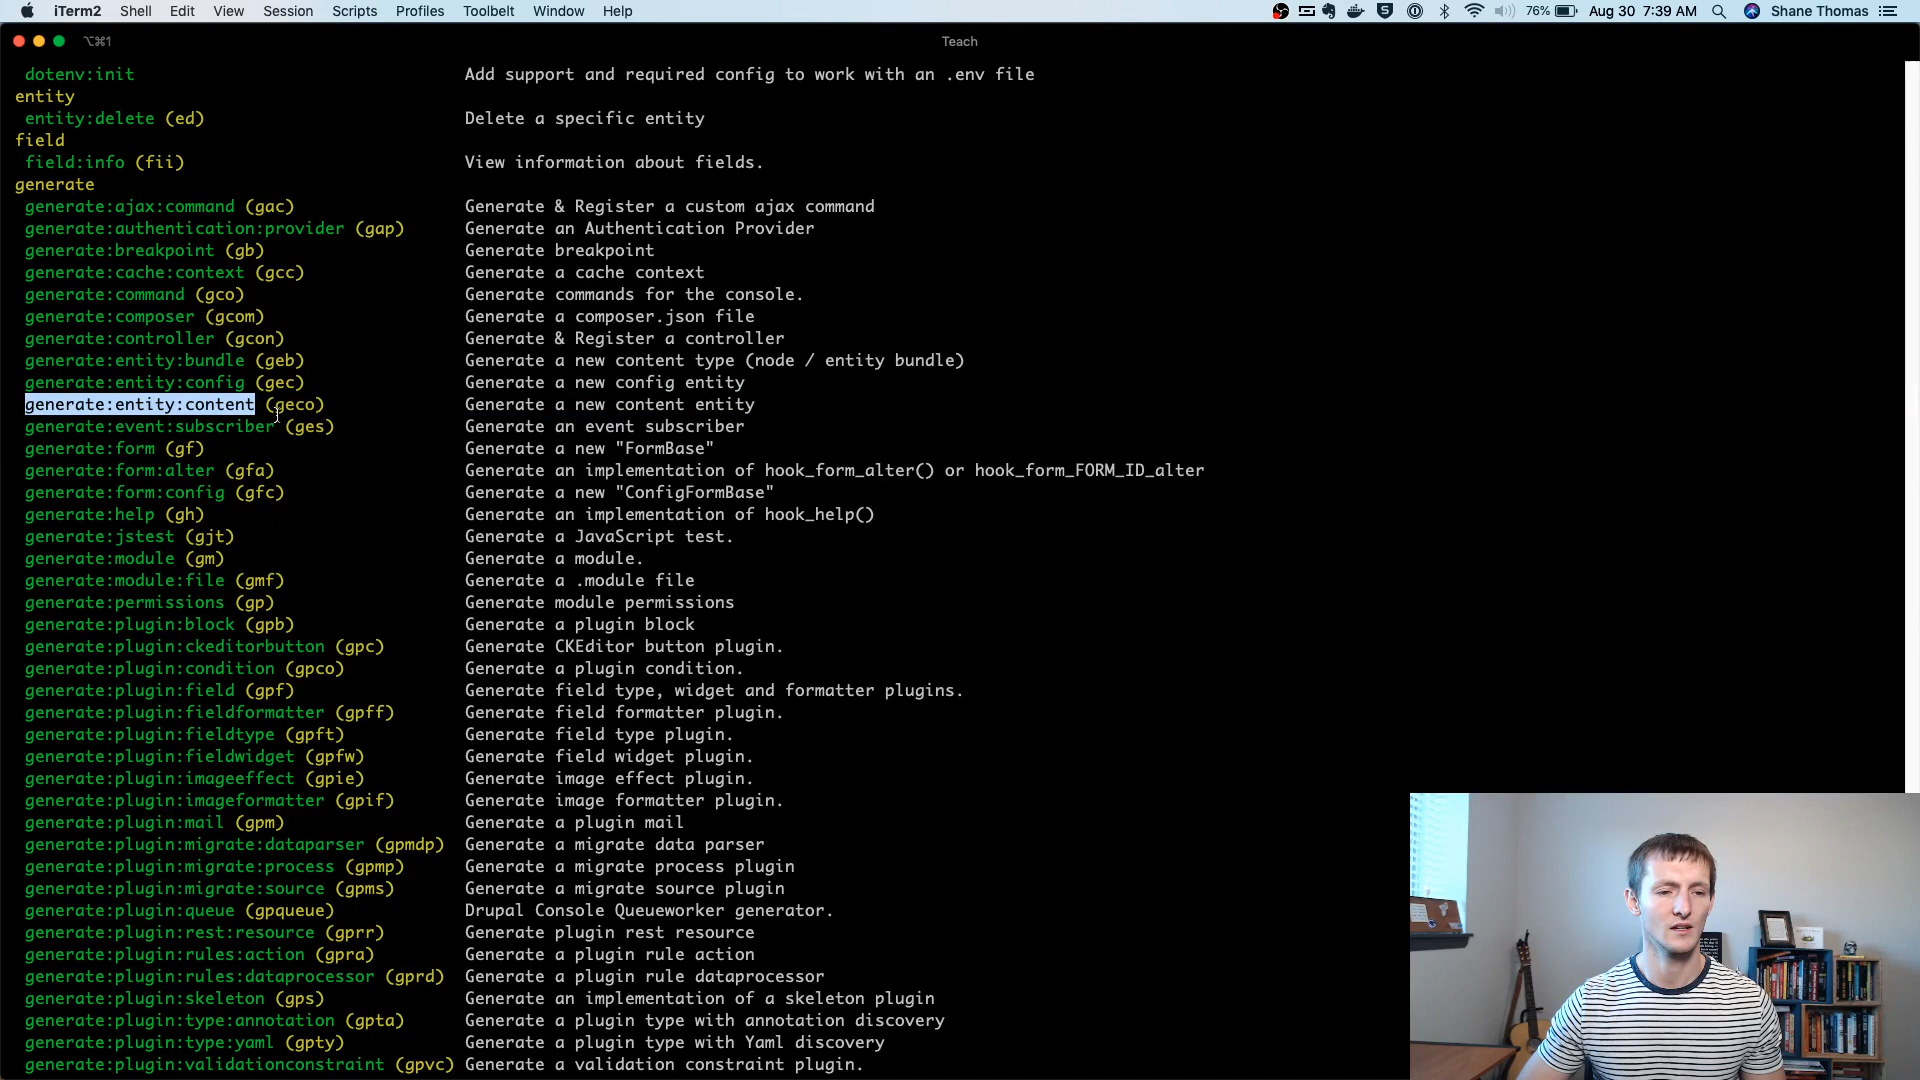 iTerm2 Shell Edit View Session Scripts Profiles Toolbelt Window Help 76% Aug 30 7:39 AM Shane Thomas
⌥⌘1 Teach
dotenv:init Add support and required config to work with an .env file
entity
entity:delete (ed) Delete a specific entity
field
field:info (fii) View information about fields.
generate
generate:ajax:command (gac) Generate & Register a custom ajax command
generate:authentication:provider (gap) Generate an Authentication Provider
generate:breakpoint (gb) Generate breakpoint
generate:cache:context (gcc) Generate a cache context
generate:command (gco) Generate commands for the console.
generate:composer (gcom) Generate a composer.json file
generate:controller (gcon) Generate & Register a controller
generate:entity:bundle (geb) Generate a new content type (node / entity bundle)
generate:entity:config (gec) Generate a new config entity
generate:entity:content (geco) Generate a new content entity
generate:event:subscriber (ges) Generate an event subscriber
generate:form (gf) Generate a new "FormBase"
generate:form:alter (gfa) Generate an implementation of hook_form_alter() or hook_form_FORM_ID_alter
generate:form:config (gfc) Generate a new "ConfigFormBase"
generate:help (gh) Generate an implementation of hook_help()
generate:jstest (gjt) Generate a JavaScript test.
generate:module (gm) Generate a module.
generate:module:file (gmf) Generate a .module file
generate:permissions (gp) Generate module permissions
generate:plugin:block (gpb) Generate a plugin block
generate:plugin:ckeditorbutton (gpc) Generate CKEditor button plugin.
generate:plugin:condition (gpco) Generate a plugin condition.
generate:plugin:field (gpf) Generate field type, widget and formatter plugins.
generate:plugin:fieldformatter (gpff) Generate field formatter plugin.
generate:plugin:fieldtype (gpft) Generate field type plugin.
generate:plugin:fieldwidget (gpfw) Generate field widget plugin.
generate:plugin:imageeffect (gpie) Generate image effect plugin.
generate:plugin:imageformatter (gpif) Generate image formatter plugin.
generate:plugin:mail (gpm) Generate a plugin mail
generate:plugin:migrate:dataparser (gpmdp) Generate a migrate data parser
generate:plugin:migrate:process (gpmp) Generate a migrate process plugin
generate:plugin:migrate:source (gpms) Generate a migrate source plugin
generate:plugin:queue (gpqueue) Drupal Console Queueworker generator.
generate:plugin:rest:resource (gprr) Generate plugin rest resource
generate:plugin:rules:action (gpra) Generate a plugin rule action
generate:plugin:rules:dataprocessor (gprd) Generate a plugin rule dataprocessor
generate:plugin:skeleton (gps) Generate an implementation of a skeleton plugin
generate:plugin:type:annotation (gpta) Generate a plugin type with annotation discovery
generate:plugin:type:yaml (gpty) Generate a plugin type with Yaml discovery
generate:plugin:validationconstraint (gpvc) Generate a validation constraint plugin.